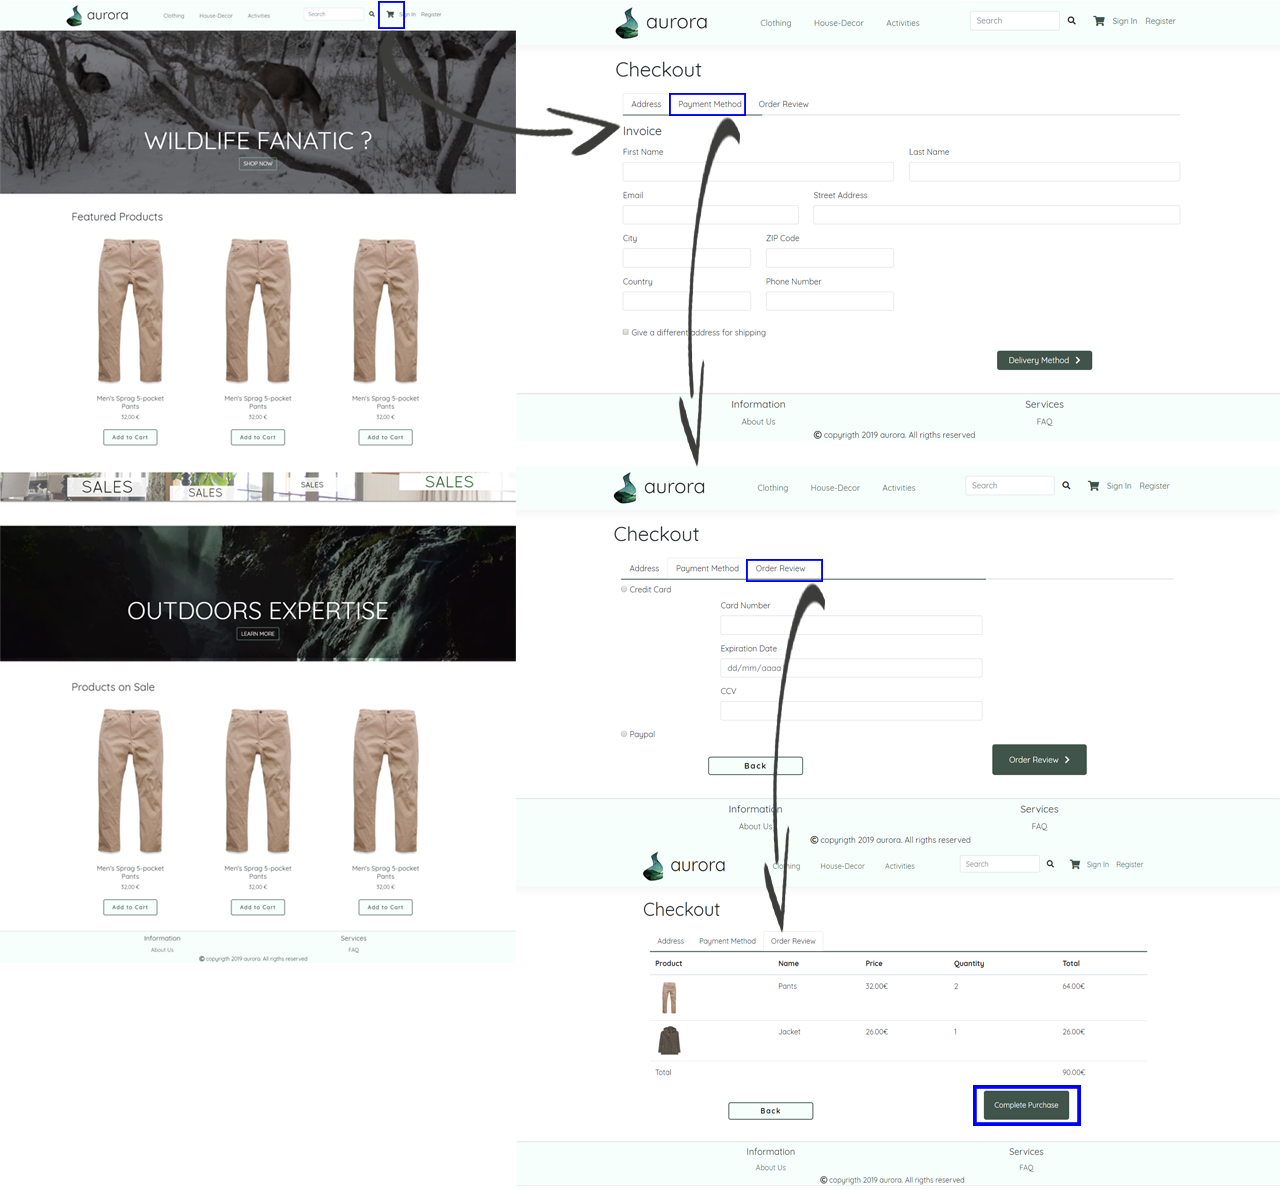 aurora
Clothing House-Decor Activities Search Sign In Register
WILDLIFE FANATIC ?
SHOP NOW
Featured Products
Men's Sprag 5-pocket Pants Men's Sprag 5-pocket Pants Men's Sprag 5-pocket Pants
32,00 € 32,00 € 32,00 €
Add to Cart Add to Cart Add to Cart
SALES SALES SALES SALES
OUTDOORS EXPERTISE
LEARN MORE
Products on Sale
Men's Sprag 5-pocket Pants Men's Sprag 5-pocket Pants Men's Sprag 5-pocket Pants
32,00 € 32,00 € 32,00 €
Add to Cart Add to Cart Add to Cart
Information Services
About Us FAQ
© copyrigth 2019 aurora. All rigths reserved
aurora
Clothing House-Decor Activities Search Sign In Register
Checkout
Address Payment Method Order Review
Invoice
First Name Last Name
Email Street Address
City ZIP Code
Country Phone Number
Give a different address for shipping
Delivery Method
Information Services
About Us FAQ
© copyrigth 2019 aurora. All rigths reserved
aurora
Clothing House-Decor Activities Search Sign In Register
Checkout
Address Payment Method Order Review
Credit Card
Card Number
Expiration Date
dd/mm/aaaa
CCV
Paypal
Back Order Review
Information Services
About Us FAQ
© copyrigth 2019 aurora. All rigths reserved
aurora
Clothing House-Decor Activities Search Sign In Register
Checkout
Address Payment Method Order Review
Product Name Price Quantity Total
Pants 32.00€ 2 64.00€
Jacket 26.00€ 1 26.00€
Total 90.00€
Back Complete Purchase
Information Services
About Us FAQ
© copyrigth 2019 aurora. All rigths reserved